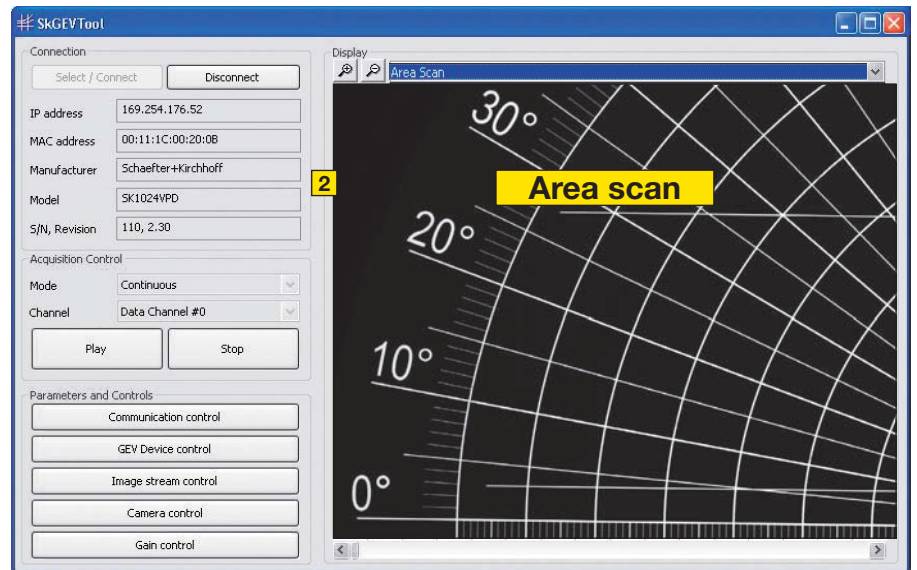 SkGEVTool
Connection
Select / Connect
Disconnect
IP address 169.254.176.52
MAC address 00:11:1C:00:20:0B
Manufacturer Schaefter+Kirchhoff
Model SK1024VPD
S/N, Revision 110, 2.30
Acquisition Control
Mode Continuous
Channel Data Channel #0
Play
Stop
Parameters and Controls
Communication control
GEV Device control
Image stream control
Camera control
Gain control
2
Display
Area Scan
Area scan
30°
20°
10°
0°